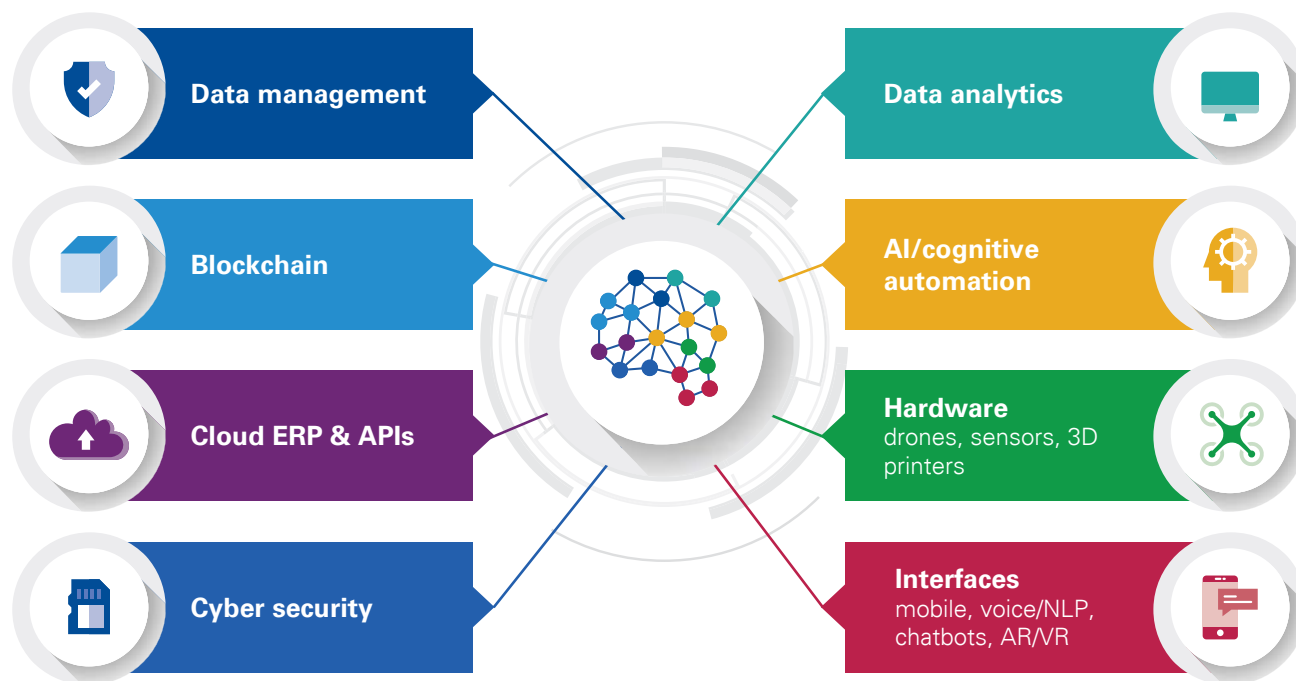 Data management
Blockchain
Cloud ERP & APIs
Cyber security
Data analytics
AI/cognitive
automation
Hardware
drones, sensors, 3D
printers
Interfaces
mobile, voice/NLP,
chatbots, AR/VR